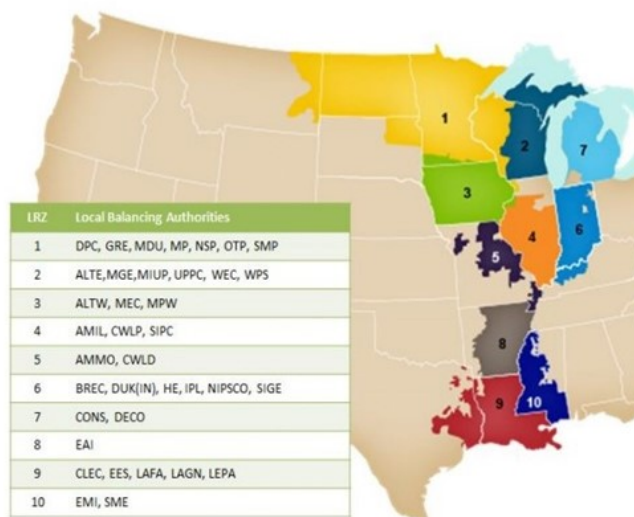 LRZ Local Balancing Authorities
1 DPC, GRE, MDU, MP, NSP, OTP, SMP
2 ALTE,MGE,MIUP, UPPC, WEC, WPS
3 ALTW, MEC, MPW
4 AMIL, CWLP, SIPC
5 AMMO, CWLD
6 BREC, DUK(IN), HE, IPL, NIPSCO, SIGE
7 CONS, DECO
8 EAI
9 CLEC, EES, LAFA, LAGN, LEPA
10 EMI, SME
1
2
7
3
4
6
5
8
9
10